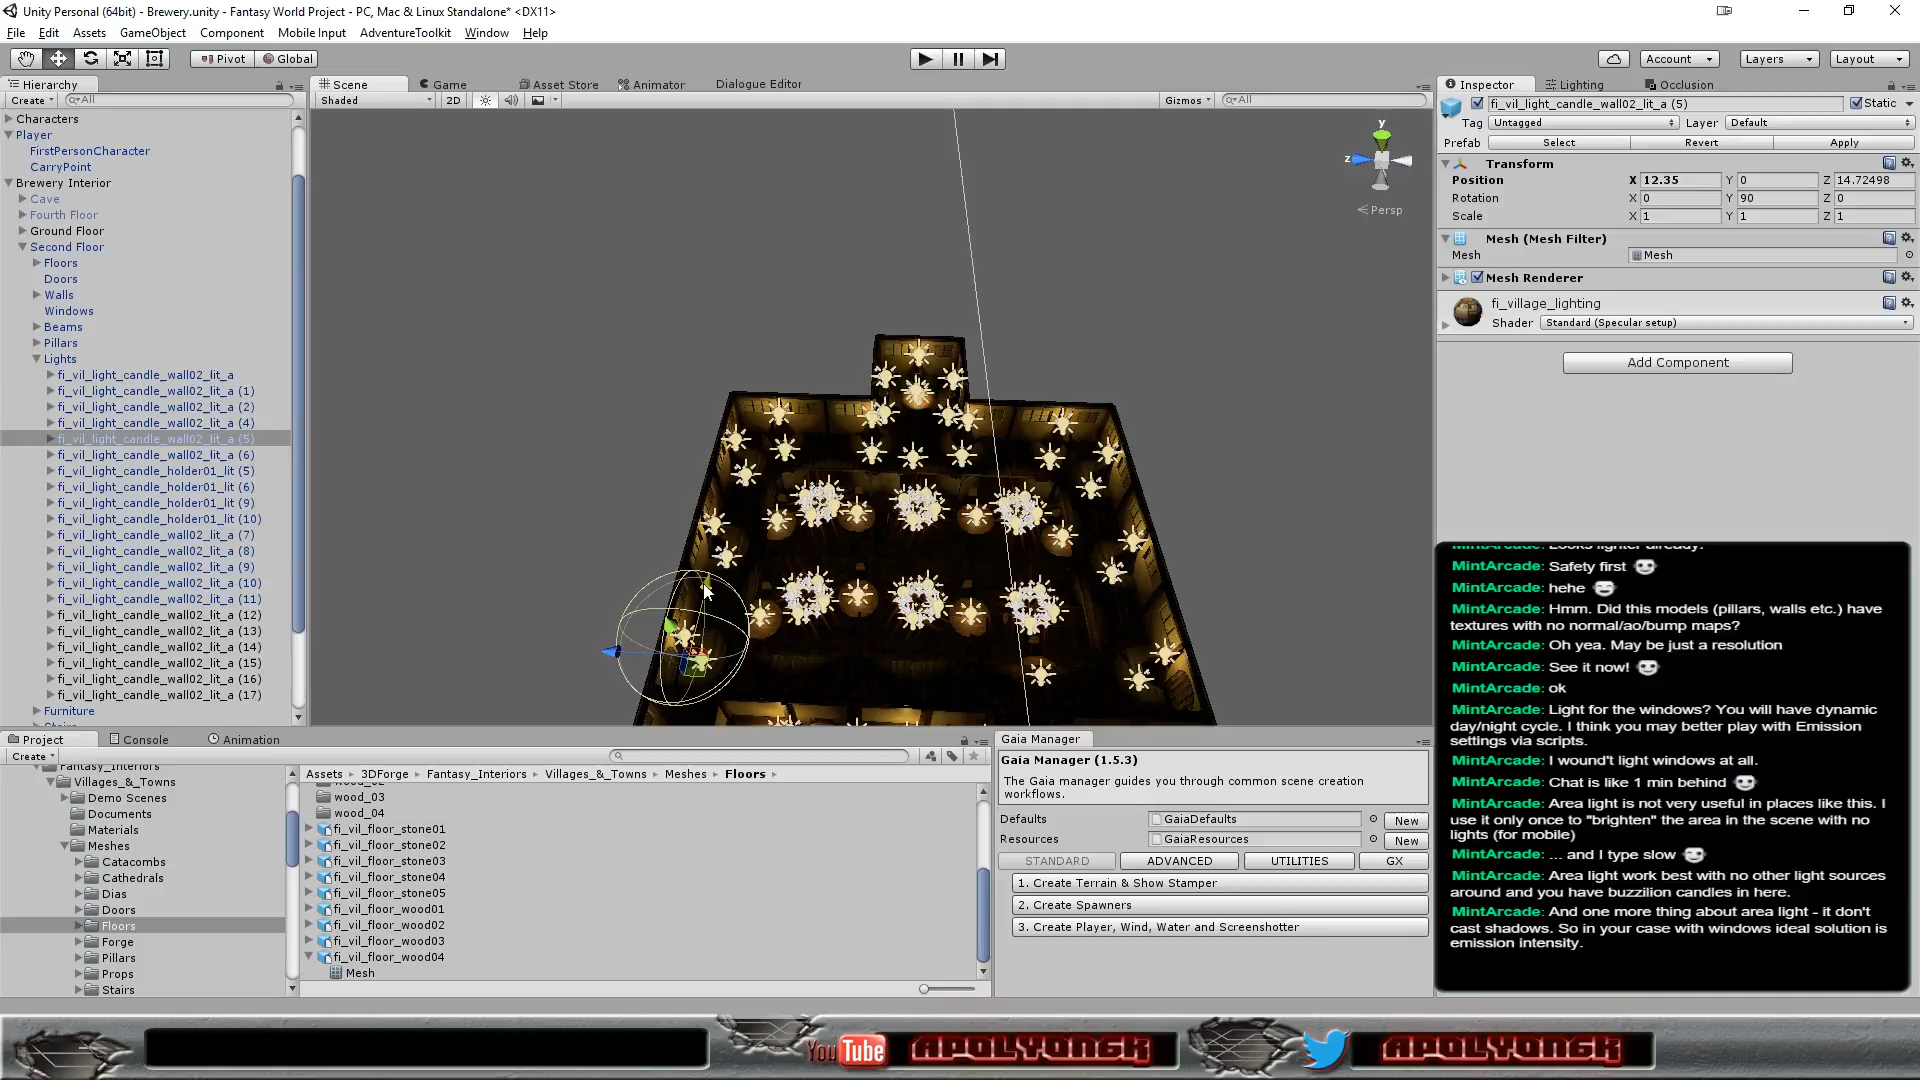 Unity Personal (64bit) - Brewery.unity - Fantasy World Project - PC, Mac & Linux Standalone* <DX11>
File Edit Assets GameObject Component Mobile Input AdventureToolkit Window Help
Pivot Global Account Layers Layout
Hierarchy
Create All
Characters
Player
FirstPersonCharacter
CarryPoint
Brewery Interior
Cave
Fourth Floor
Ground Floor
Second Floor
Floors
Doors
Walls
Windows
Beams
Pillars
Lights
fi_vil_light_candle_wall02_lit_a
fi_vil_light_candle_wall02_lit_a (1)
fi_vil_light_candle_wall02_lit_a (2)
fi_vil_light_candle_wall02_lit_a (4)
fi_vil_light_candle_wall02_lit_a (5)
fi_vil_light_candle_wall02_lit_a (6)
fi_vil_light_candle_holder01_lit (5)
fi_vil_light_candle_holder01_lit (6)
fi_vil_light_candle_holder01_lit (9)
fi_vil_light_candle_holder01_lit (10)
fi_vil_light_candle_wall02_lit_a (7)
fi_vil_light_candle_wall02_lit_a (8)
fi_vil_light_candle_wall02_lit_a (9)
fi_vil_light_candle_wall02_lit_a (10)
fi_vil_light_candle_wall02_lit_a (11)
fi_vil_light_candle_wall02_lit_a (12)
fi_vil_light_candle_wall02_lit_a (13)
fi_vil_light_candle_wall02_lit_a (14)
fi_vil_light_candle_wall02_lit_a (15)
fi_vil_light_candle_wall02_lit_a (16)
fi_vil_light_candle_wall02_lit_a (17)
Furniture
Stairs
Scene Game Asset Store Animator Dialogue Editor
Shaded 2D Gizmos All
y
z
Persp
Inspector Lighting Occlusion
fi_vil_light_candle_wall02_lit_a (5) Static
Tag Untagged Layer Default
Prefab Select Revert Apply
Transform
Position X 12.35 Y 0 Z 14.72498
Rotation X 0 Y 90 Z 0
Scale X 1 Y 1 Z 1
Mesh (Mesh Filter)
Mesh Mesh
Mesh Renderer
fi_village_lighting
Shader Standard (Specular setup)
Add Component
MintArcade: Looks lighter already.
MintArcade: Safety first
MintArcade: hehe
MintArcade: Hmm. Did this models (pillars, walls etc.) have
textures with no normal/ao/bump maps?
MintArcade: Oh yea. May be just a resolution
MintArcade: See it now!
MintArcade: ok
MintArcade: Light for the windows? You will have dynamic
day/night cycle. I think you may better play with Emission
settings via scripts.
MintArcade: I wound't light windows at all.
MintArcade: Chat is like 1 min behind
MintArcade: Area light is not very useful in places like this. I
use it only once to "brighten" the area in the scene with no
lights (for mobile)
MintArcade: ... and I type slow
MintArcade: Area light work best with no other light sources
around and you have buzzilion candles in here.
MintArcade: And one more thing about area light - it don't
cast shadows. So in your case with windows ideal solution is
emission intensity.
Project Console Animation
Create
Fantasy_Interiors
Villages_&_Towns
Demo Scenes
Documents
Materials
Meshes
Catacombs
Cathedrals
Dias
Doors
Floors
Forge
Pillars
Props
Stairs
Assets 3DForge Fantasy_Interiors Villages_&_Towns Meshes Floors
wood_02
wood_03
wood_04
fi_vil_floor_stone01
fi_vil_floor_stone02
fi_vil_floor_stone03
fi_vil_floor_stone04
fi_vil_floor_stone05
fi_vil_floor_wood01
fi_vil_floor_wood02
fi_vil_floor_wood03
fi_vil_floor_wood04
Mesh
Gaia Manager
Gaia Manager (1.5.3)
The Gaia manager guides you through common scene creation
workflows.
Defaults GaiaDefaults New
Resources GaiaResources New
STANDARD ADVANCED UTILITIES GX
1. Create Terrain & Show Stamper
2. Create Spawners
3. Create Player, Wind, Water and Screenshotter
YouTube APOLYONGK APOLYONGK